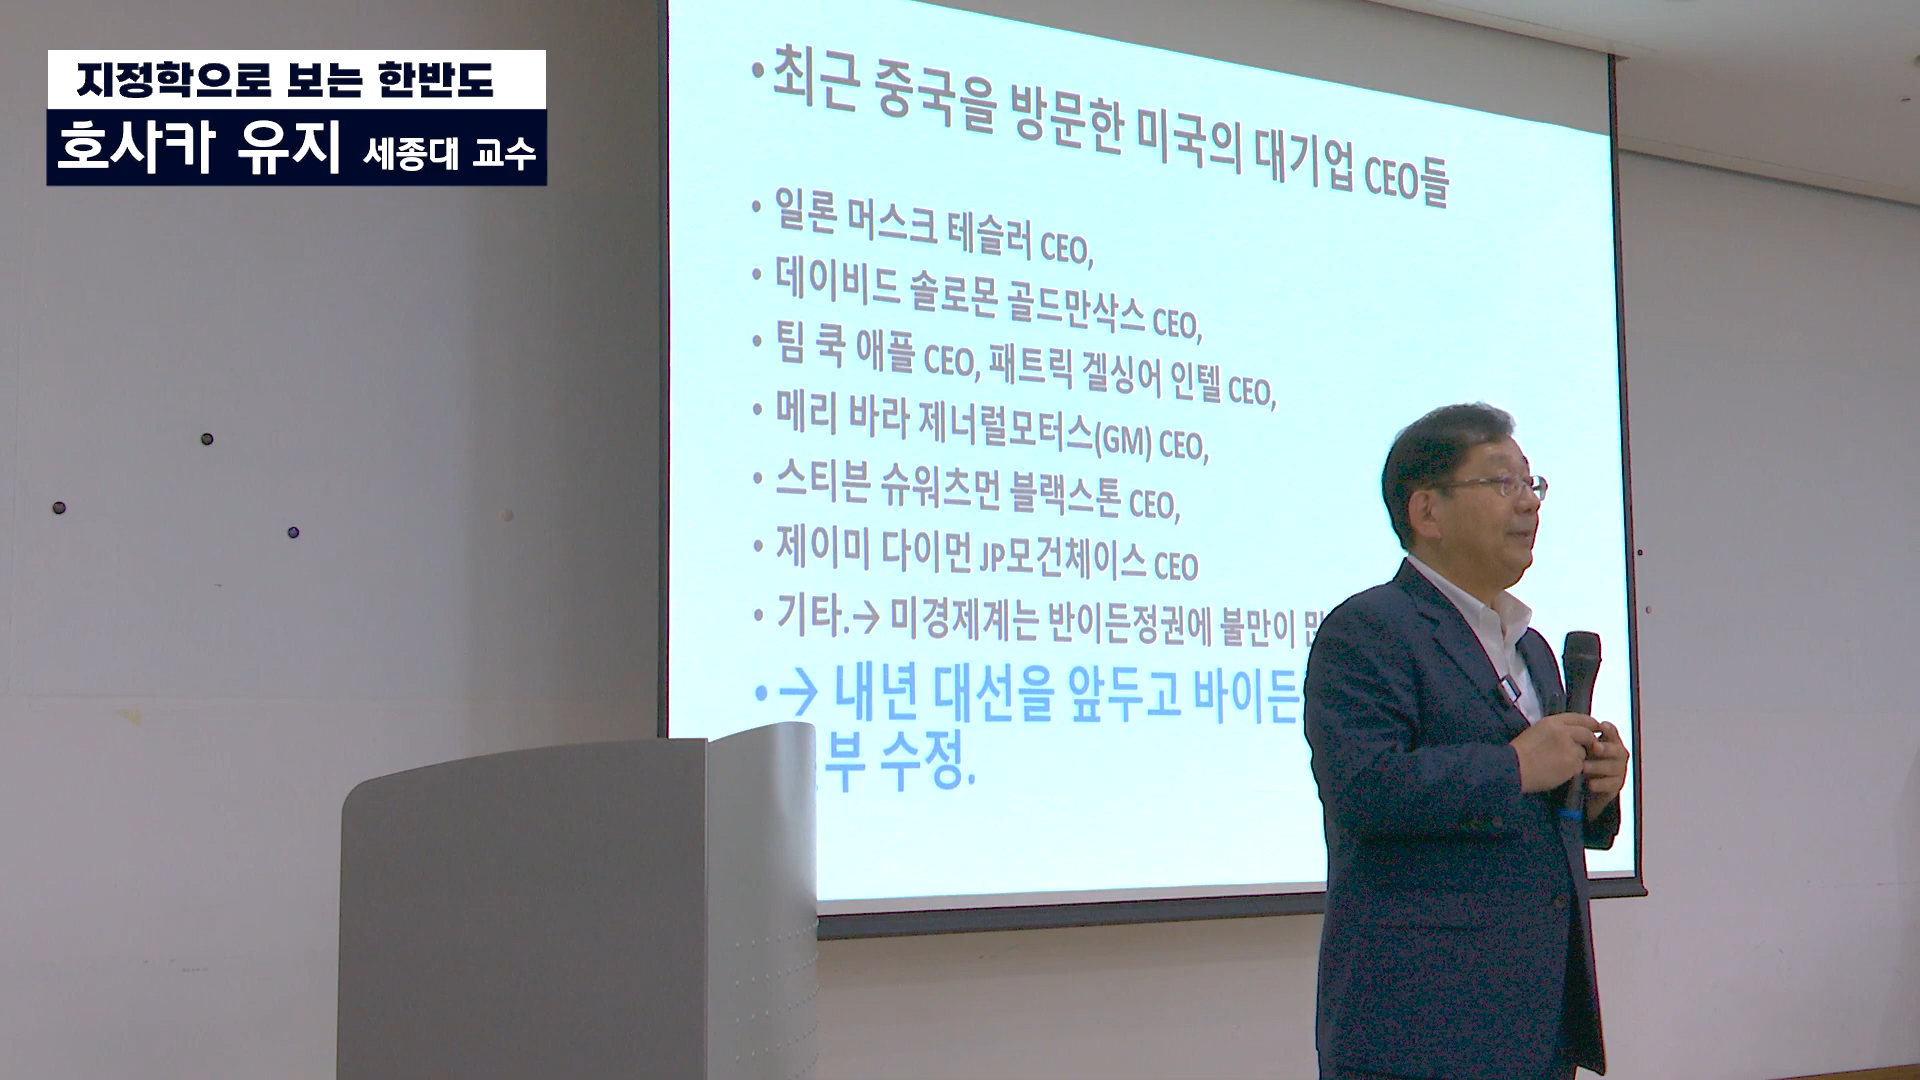 지정학으로 보는 한반도
호사카 유지 세종대 교수
•최근 중국을 방문한 미국의 대기업 CEO들
• 일론 머스크 테슬러 CEO,
• 데이비드 솔로몬 골드만삭스 CEO,
• 팀 쿡 애플 CEO, 패트릭 겔싱어 인텔 CEO,
• 메리 바라 제너럴모터스(GM) CEO,
• 스티븐 슈워츠먼 블랙스톤 CEO,
• 제이미 다이먼 JP모건체이스 CEO
• 기타.→ 미경제계는 반이든정권에 불만이
•→ 내년 대선을 앞두고 바이든
부 수정.